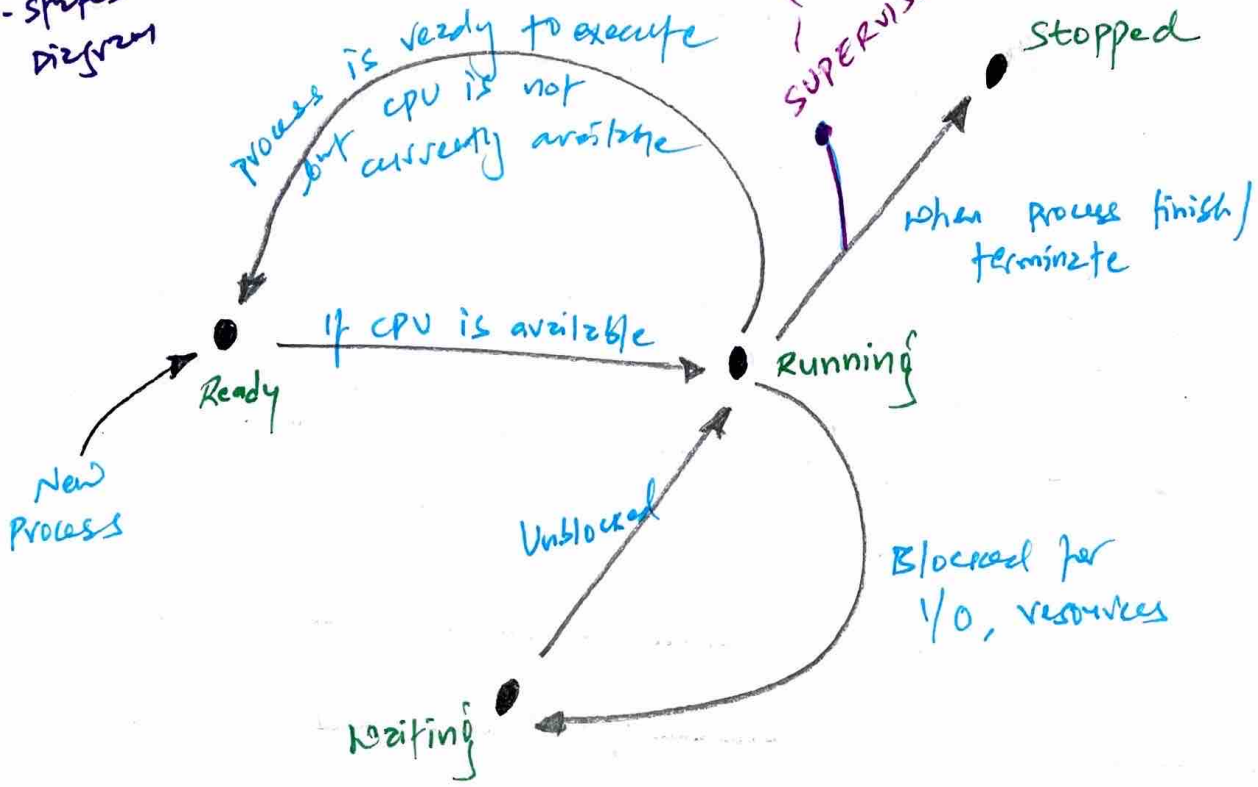 Diagram
process is ready to execute
but CPU is not
currently available
SUPERVIS
Stopped
when process finish/
terminate
If CPU is available
Ready
Running
New
Process
Unblocked
Blocked for
I/O, resources
Waiting